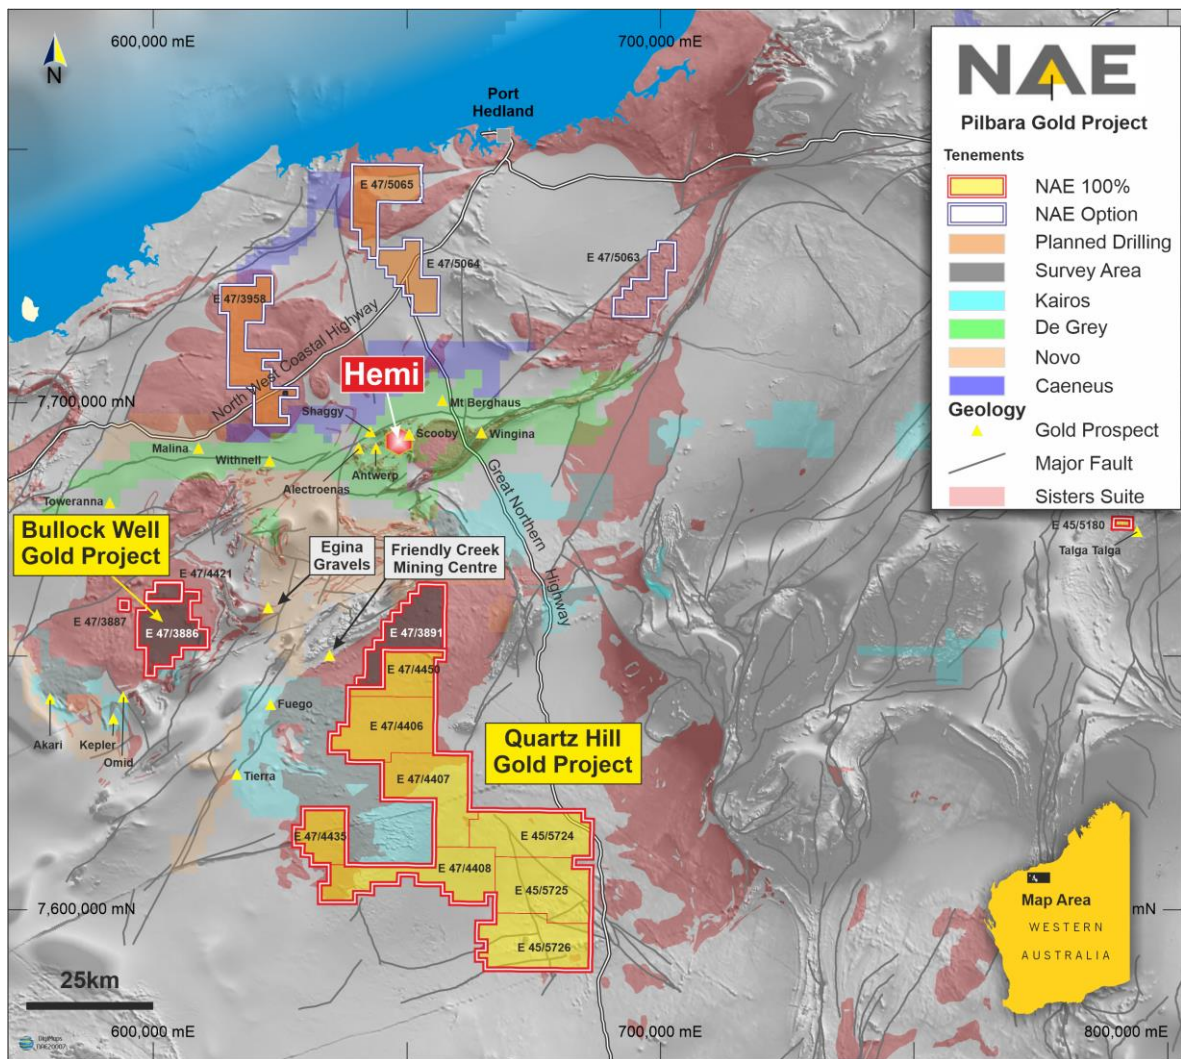 600,000 mE
700,000 mE
N
Port
Hedland
NAE
Pilbara Gold Project
Tenements
NAE 100%
NAE Option
Planned Drilling
Survey Area
Kairos
De Grey
Novo
Caeneus
Geology
Gold Prospect
Major Fault
Sisters Suite
E 47/5065
E 47/5064
E 47/5063
E 47/3958
North West Coastal Highway
Hemi
7,700,000 mN
Mt Berghaus
Shaggy
Scooby
Wingina
Malina
Withnell
Antwerp
Alectroenas
Great Northern Highway
Toweranna
Bullock Well
Gold Project
Egina
Gravels
Friendly Creek
Mining Centre
E 45/5180
Talga Talga
E 47/4421
E 47/3887
E 47/3886
E 47/3891
E 47/4450
Fuego
E 47/4406
Quartz Hill
Gold Project
Akari
Kepler
Omid
Tierra
E 47/4407
E 47/4435
E 45/5724
E 47/4408
E 45/5725
E 45/5726
7,600,000 mN
Map Area
mN
WESTERN
AUSTRALIA
25km
600,000 mE
700,000 mE
800,000 mE
DigiMaps